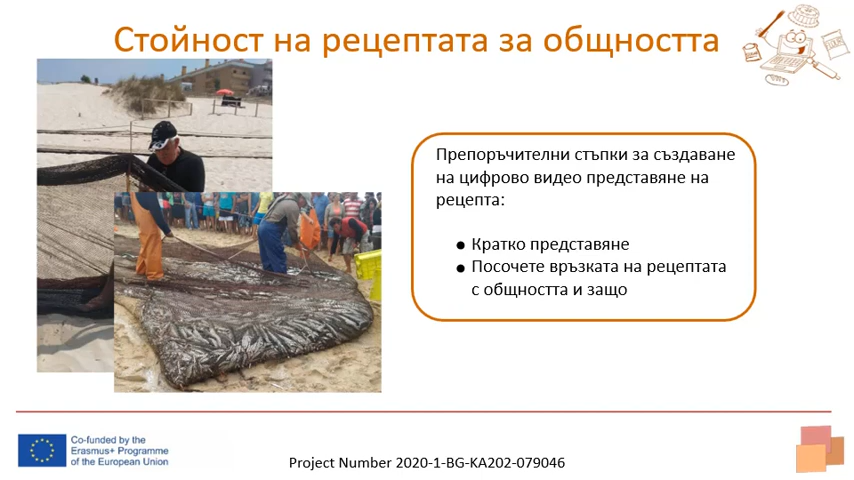 Стойност на рецептата за общността
Препоръчителни стъпки за създаване
на цифрово видео представяне на
рецепта:
● Кратко представяне
● Посочете връзката на рецептата
с общността и защо
Co-funded by the
Erasmus+ Programme
of the European Union
Project Number 2020-1-BG-KA202-079046